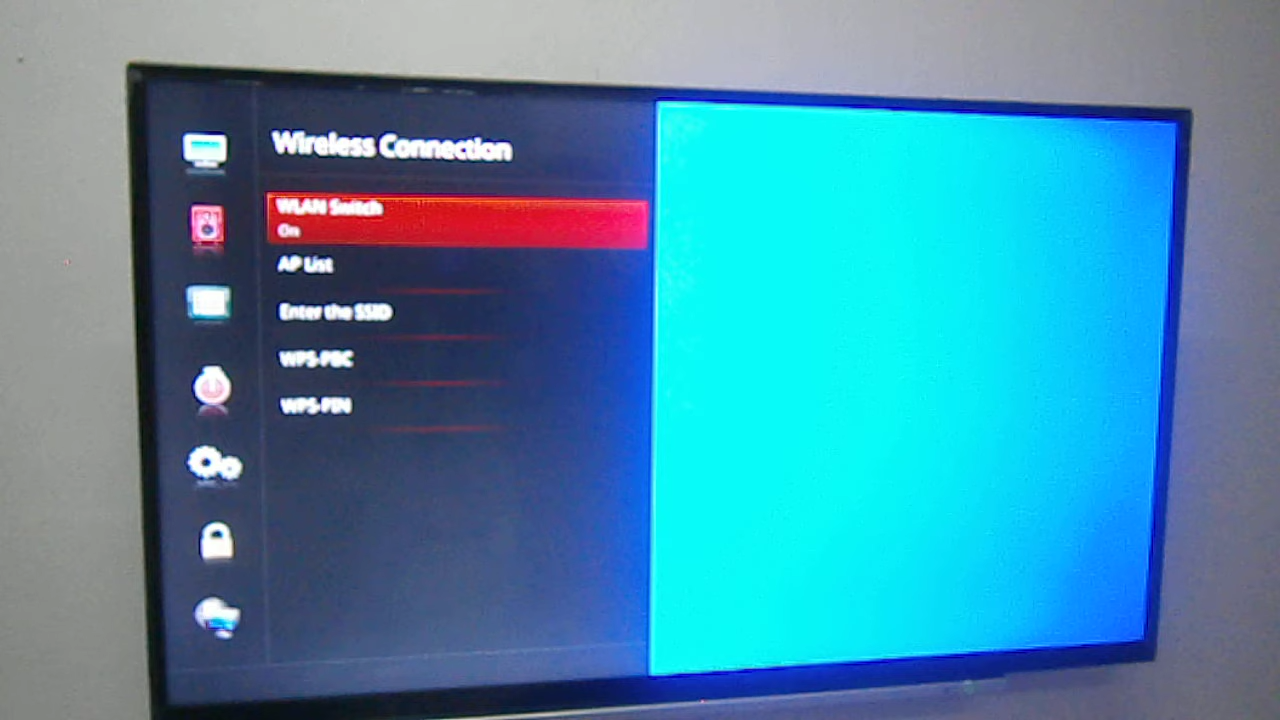 Wireless Connection
WLAN Switch
On
AP List
Enter the SSID
WPS-PBC
WPS-PIN